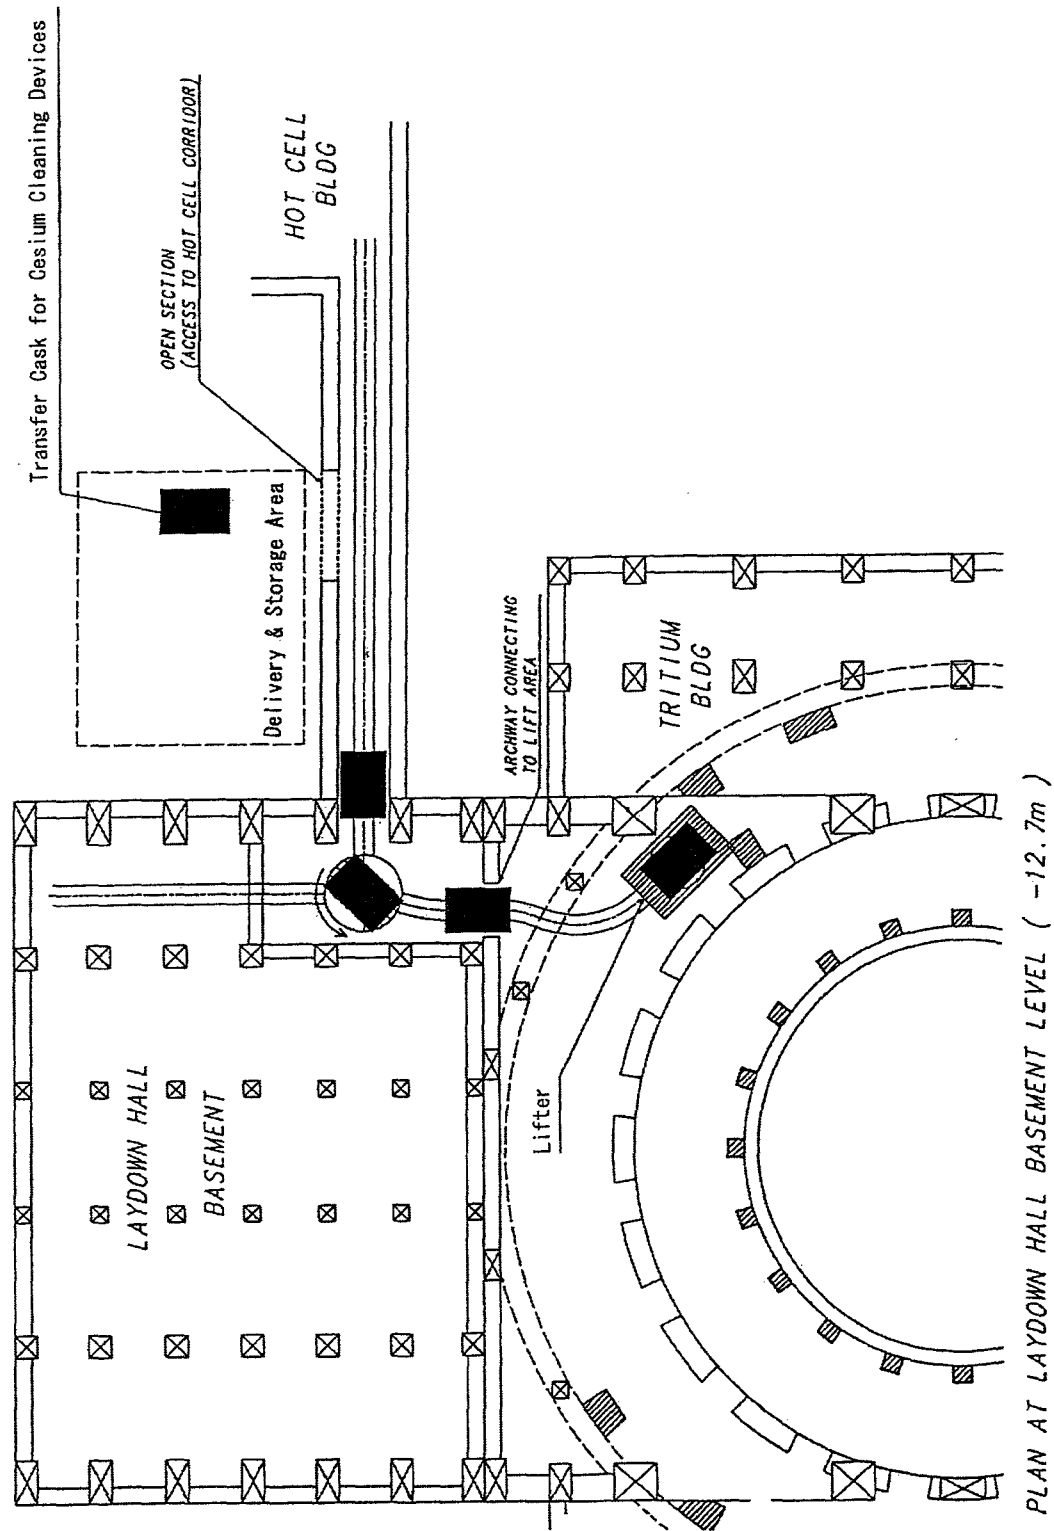 Transfer Cask for Cesium Cleaning Devices
OPEN SECTION
(ACCESS TO HOT CELL CORRIDOR)
HOT CELL
BLDG
Delivery & Storage Area
ARCHWAY CONNECTING
TO LIFT AREA
TRITIUM
BLDG
LAYDOWN HALL
BASEMENT
Lifter
PLAN AT LAYDOWN HALL BASEMENT LEVEL ( -12.7m )